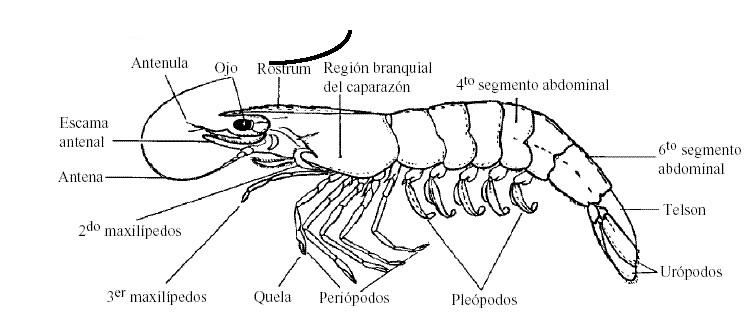 Antenula
Ojo
Rostrum
Región branquial
del caparazón
4to segmento abdominal
Escama
antenal
6to segmento
abdominal
Antena
Telson
2do maxilípedos
Urópodos
3er maxilípedos
Quela
Periópodos
Pleópodos